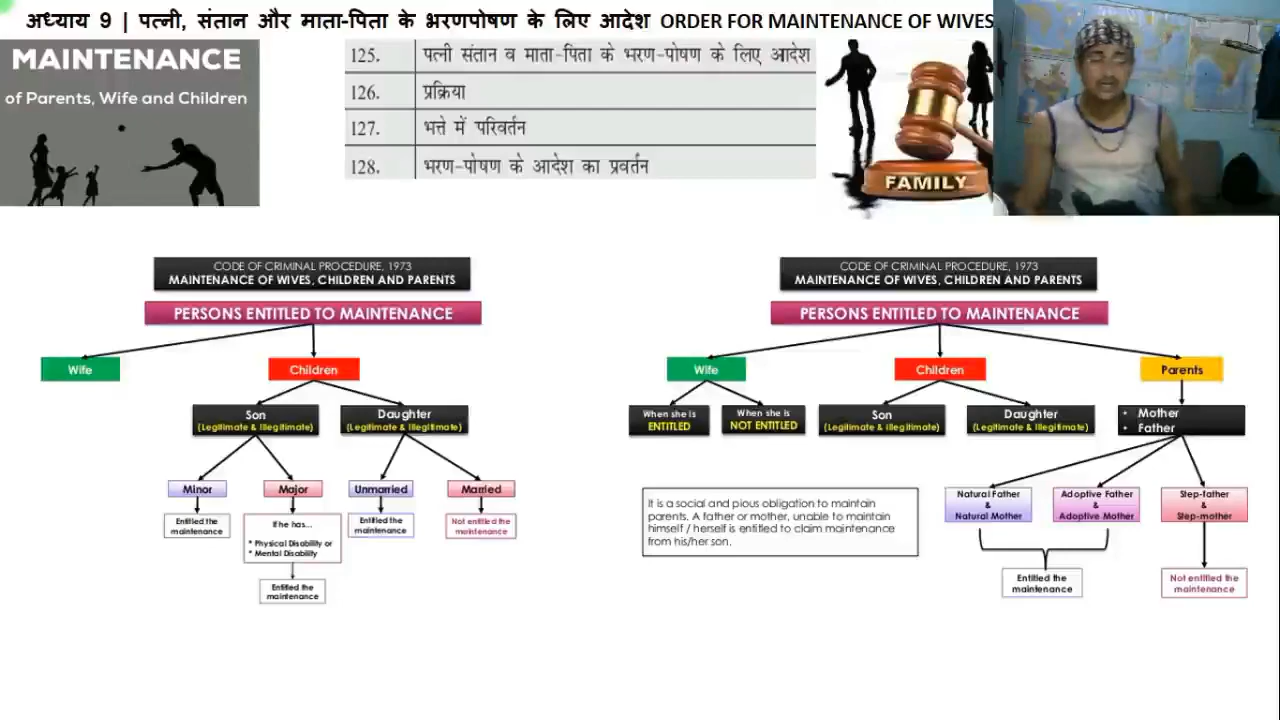 अध्याय 9 | पत्नी, संतान और माता-पिता के भरणपोषण के लिए आदेश ORDER FOR MAINTENANCE OF WIVES
MAINTENANCE
of Parents, Wife and Children
125. पत्नी संतान व माता-पिता के भरण-पोषण के लिए आदेश
126. प्रक्रिया
127. भत्ते में परिवर्तन
128. भरण-पोषण के आदेश का प्रवर्तन
FAMILY
CODE OF CRIMINAL PROCEDURE, 1973
MAINTENANCE OF WIVES, CHILDREN AND PARENTS
PERSONS ENTITLED TO MAINTENANCE
Wife
Children
Son
(Legitimate & Illegitimate)
Daughter
(Legitimate & Illegitimate)
Minor
Major
Unmarried
Married
Entitled the
maintenance
If he has...
* Physical Disability or
* Mental Disability
Entitled the
maintenance
Entitled the
maintenance
Not entitled the
maintenance
CODE OF CRIMINAL PROCEDURE, 1973
MAINTENANCE OF WIVES, CHILDREN AND PARENTS
PERSONS ENTITLED TO MAINTENANCE
Wife
Children
Parents
When she is
ENTITLED
When she is
NOT ENTITLED
Son
(Legitimate & Illegitimate)
Daughter
(Legitimate & Illegitimate)
• Mother
• Father
It is a social and pious obligation to maintain
parents. A father or mother, unable to maintain
himself / herself is entitled to claim maintenance
from his/her son.
Natural Father
&
Natural Mother
Adoptive Father
&
Adoptive Mother
Step-father
&
Step-mother
Entitled the
maintenance
Not entitled the
maintenance